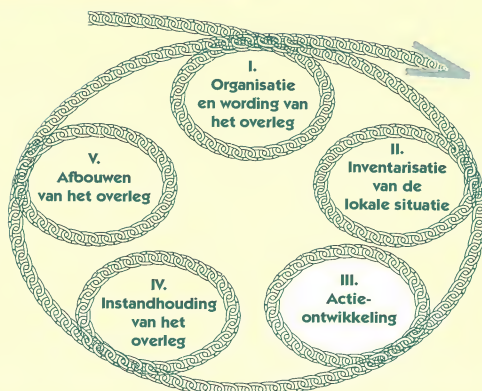 I.
Organisatie
en wording van
het overleg
II.
Inventarisatie
van de
lokale situatie
III.
Actie-
ontwikkeling
IV.
Instandhouding
van het
overleg
V.
Afbouwen
van het overleg